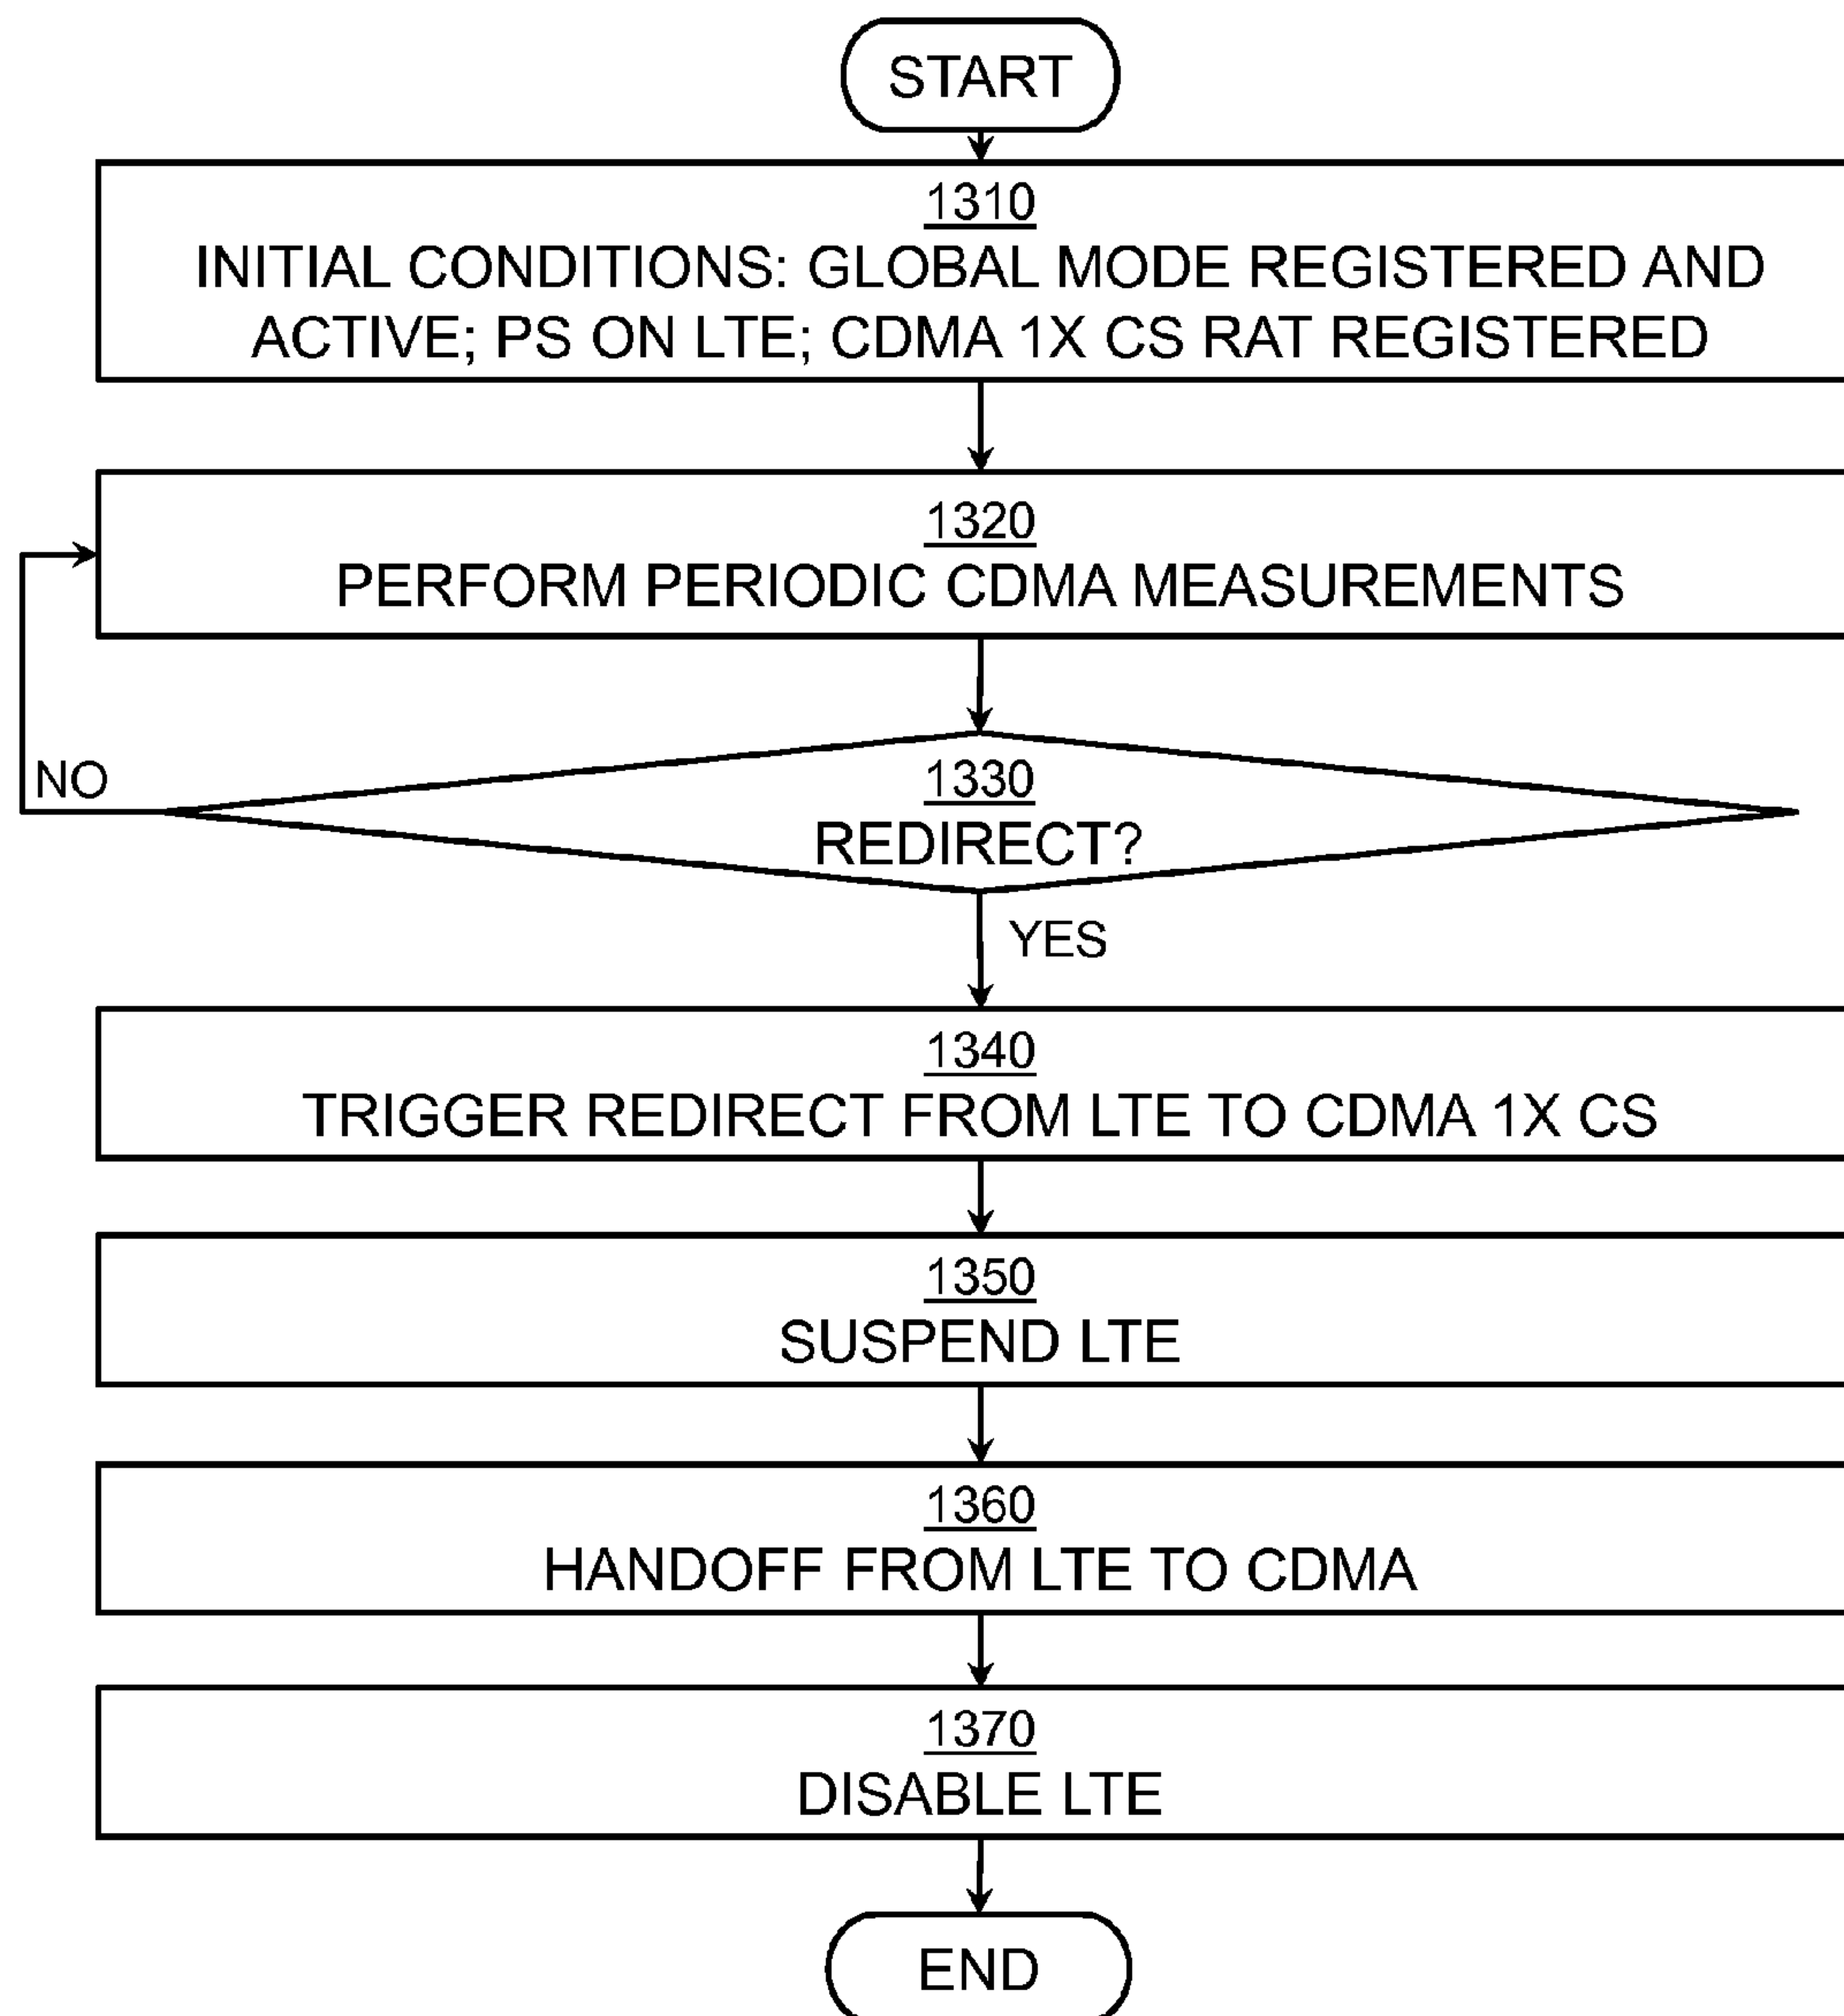 START
1310
INITIAL CONDITIONS: GLOBAL MODE REGISTERED AND
ACTIVE; PS ON LTE; CDMA 1X CS RAT REGISTERED
1320
PERFORM PERIODIC CDMA MEASUREMENTS
NO
1330
REDIRECT?
YES
1340
TRIGGER REDIRECT FROM LTE TO CDMA 1X CS
1350
SUSPEND LTE
1360
HANDOFF FROM LTE TO CDMA
1370
DISABLE LTE
END